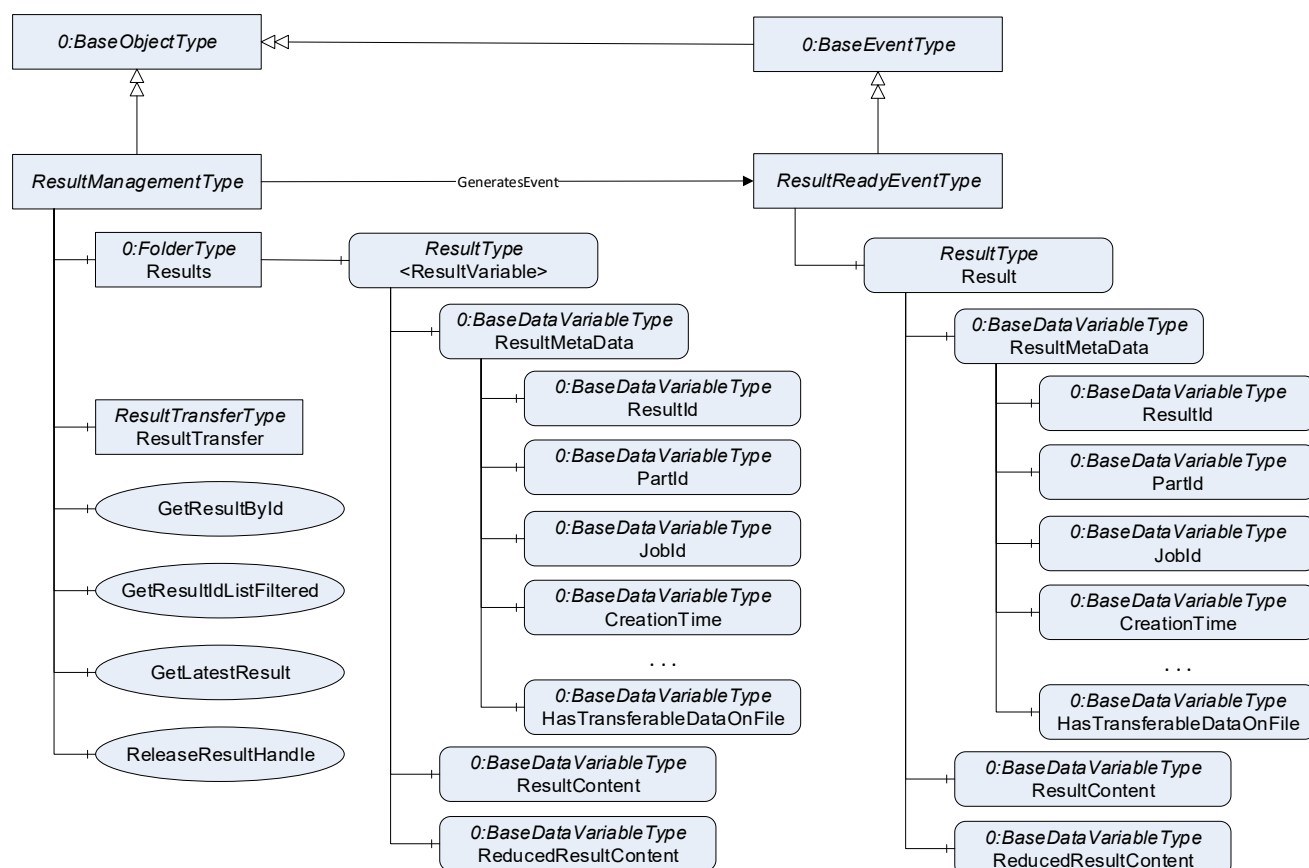 0:BaseObjectType
0:BaseEventType
ResultManagementType
GeneratesEvent
ResultReadyEventType
0:FolderType
Results
ResultType
<ResultVariable>
ResultType
Result
0:BaseDataVariableType
ResultMetaData
0:BaseDataVariableType
ResultMetaData
0:BaseDataVariableType
ResultId
0:BaseDataVariableType
ResultId
ResultTransferType
ResultTransfer
0:BaseDataVariableType
PartId
0:BaseDataVariableType
PartId
GetResultById
0:BaseDataVariableType
JobId
0:BaseDataVariableType
JobId
GetResultIdListFiltered
0:BaseDataVariableType
CreationTime
0:BaseDataVariableType
CreationTime
GetLatestResult
. . .
. . .
0:BaseDataVariableType
HasTransferableDataOnFile
0:BaseDataVariableType
HasTransferableDataOnFile
ReleaseResultHandle
0:BaseDataVariableType
ResultContent
0:BaseDataVariableType
ResultContent
0:BaseDataVariableType
ReducedResultContent
0:BaseDataVariableType
ReducedResultContent